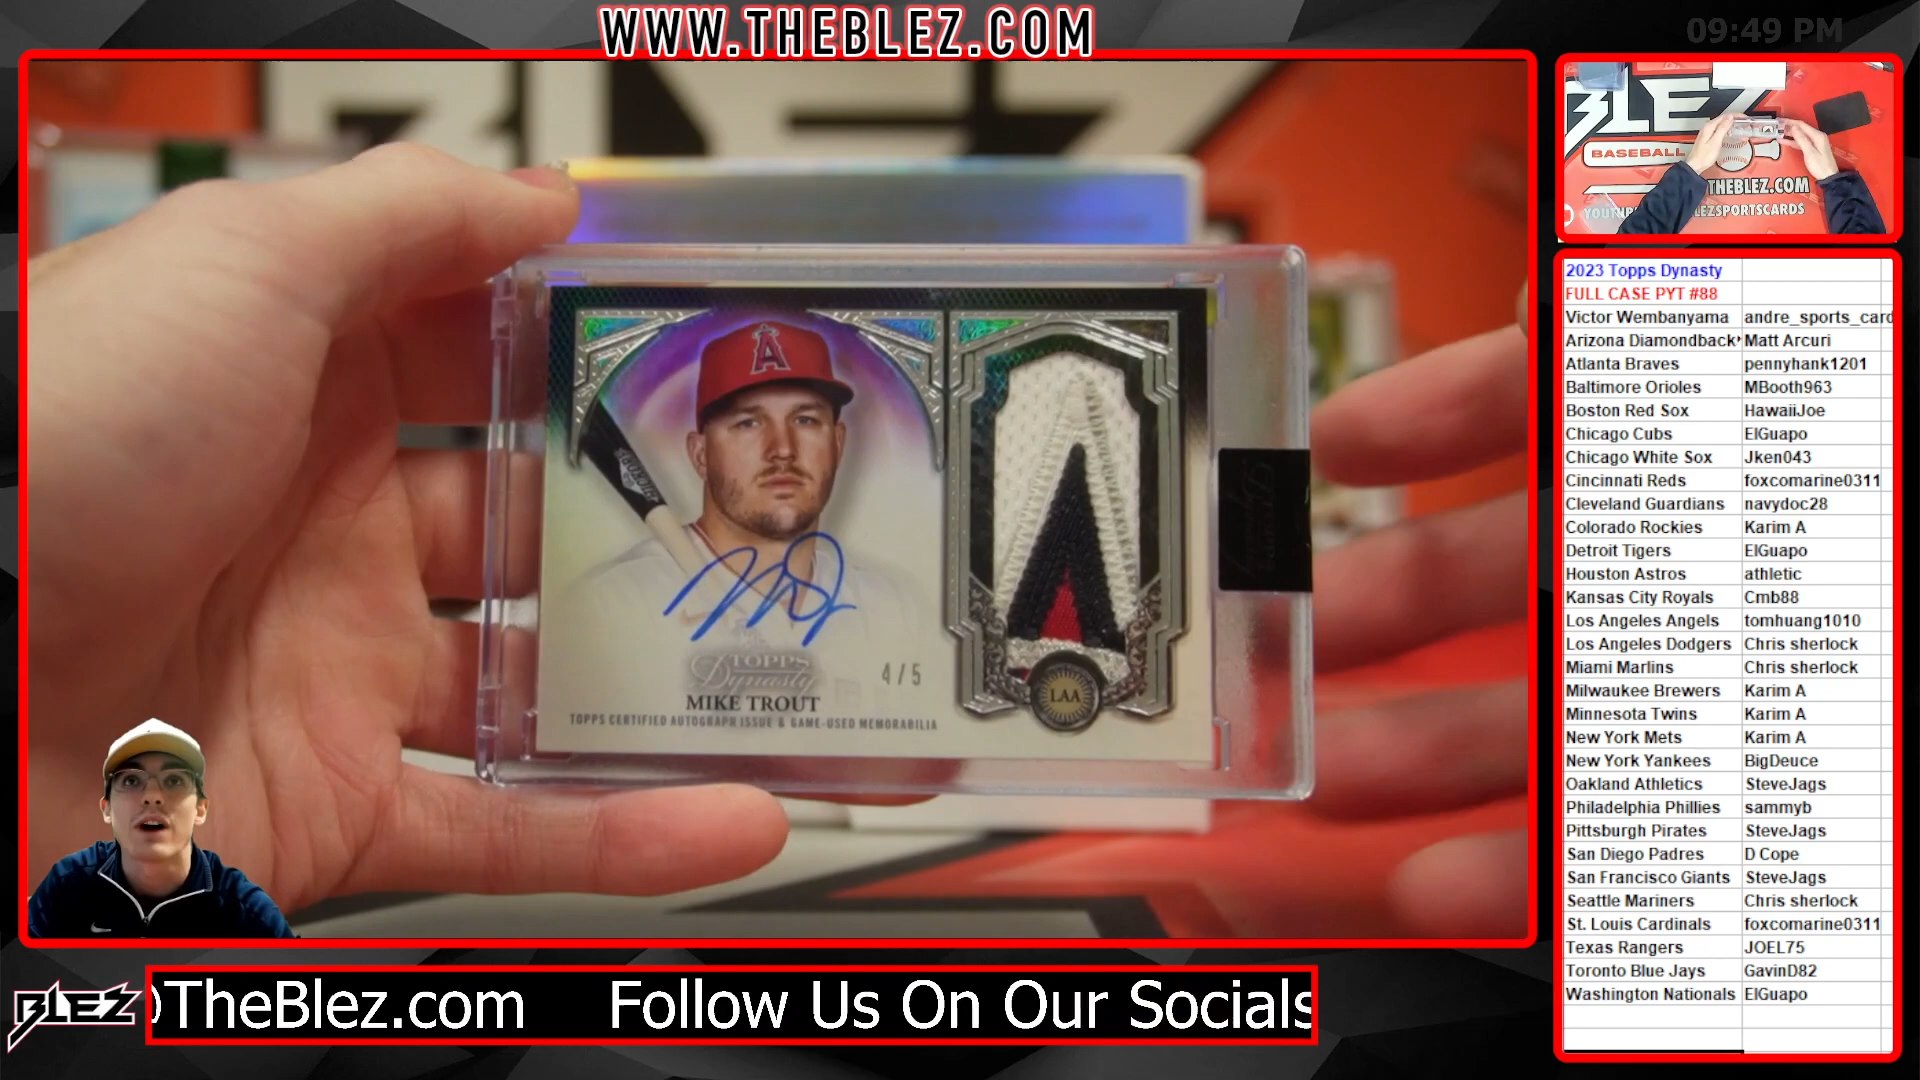 WWW.THEBLEZ.COM
09:49 PM
BLEZ
BASEBALL
THEBLEZ.COM
A
MIKE TROUT
TOPPS
Dynasty
4/5
LAA
TOPPS CERTIFIED AUTOGRAPH ISSUE & GAME-USED MEMORABILIA
2023 Topps Dynasty
FULL CASE PYT #88
Victor Wembanyama andre_sports_card
Arizona Diamondback Matt Arcuri
Atlanta Braves pennyhank1201
Baltimore Orioles MBooth963
Boston Red Sox HawaiiJoe
Chicago Cubs ElGuapo
Chicago White Sox Jken043
Cincinnati Reds foxcomarine0311
Cleveland Guardians navydoc28
Colorado Rockies Karim A
Detroit Tigers ElGuapo
Houston Astros athletic
Kansas City Royals Cmb88
Los Angeles Angels tomhuang1010
Los Angeles Dodgers Chris sherlock
Miami Marlins Chris sherlock
Milwaukee Brewers Karim A
Minnesota Twins Karim A
New York Mets Karim A
New York Yankees BigDeuce
Oakland Athletics SteveJags
Philadelphia Phillies sammyb
Pittsburgh Pirates SteveJags
San Diego Padres D Cope
San Francisco Giants SteveJags
Seattle Mariners Chris sherlock
St. Louis Cardinals foxcomarine0311
Texas Rangers JOEL75
Toronto Blue Jays GavinD82
Washington Nationals ElGuapo
BLEZ
TheBlez.com Follow Us On Our Socials